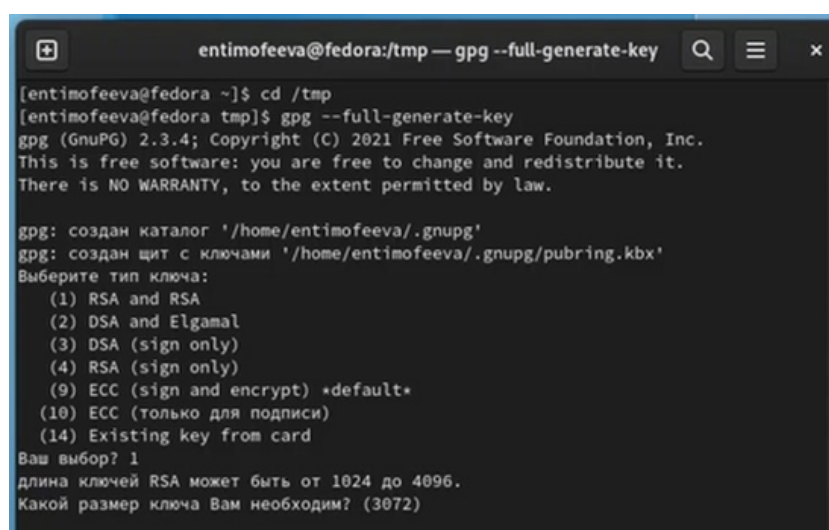 entimofeeva@fedora:/tmp — gpg --full-generate-key
[entimofeeva@fedora ~]$ cd /tmp
[entimofeeva@fedora tmp]$ gpg --full-generate-key
gpg (GnuPG) 2.3.4; Copyright (C) 2021 Free Software Foundation, Inc.
This is free software: you are free to change and redistribute it.
There is NO WARRANTY, to the extent permitted by law.
gpg: создан каталог '/home/entimofeeva/.gnupg'
gpg: создан щит с ключами '/home/entimofeeva/.gnupg/pubring.kbx'
Выберите тип ключа:
(1) RSA and RSA
(2) DSA and Elgamal
(3) DSA (sign only)
(4) RSA (sign only)
(9) ECC (sign and encrypt) *default*
(10) ECC (только для подписи)
(14) Existing key from card
Ваш выбор? 1
длина ключей RSA может быть от 1024 до 4096.
Какой размер ключа Вам необходим? (3072)